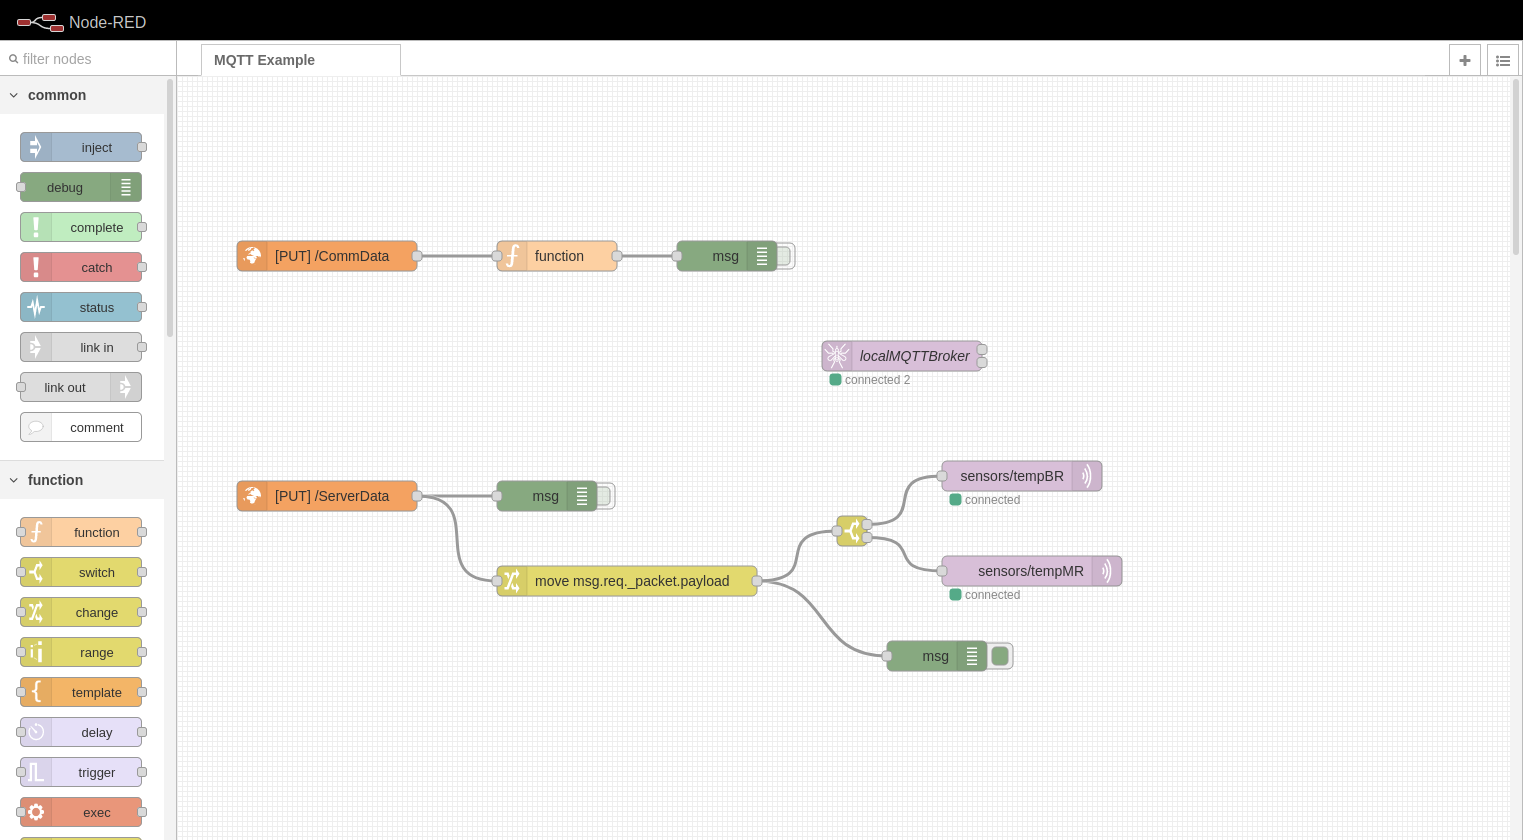 Node-RED
filter nodes
MQTT Example
common
inject
debug
complete
catch
status
link in
link out
comment
function
function
switch
change
range
template
delay
trigger
exec
[PUT] /CommData
function
msg
localMQTTBroker
connected 2
[PUT] /ServerData
msg
move msg.req._packet.payload
sensors/tempBR
connected
sensors/tempMR
connected
msg